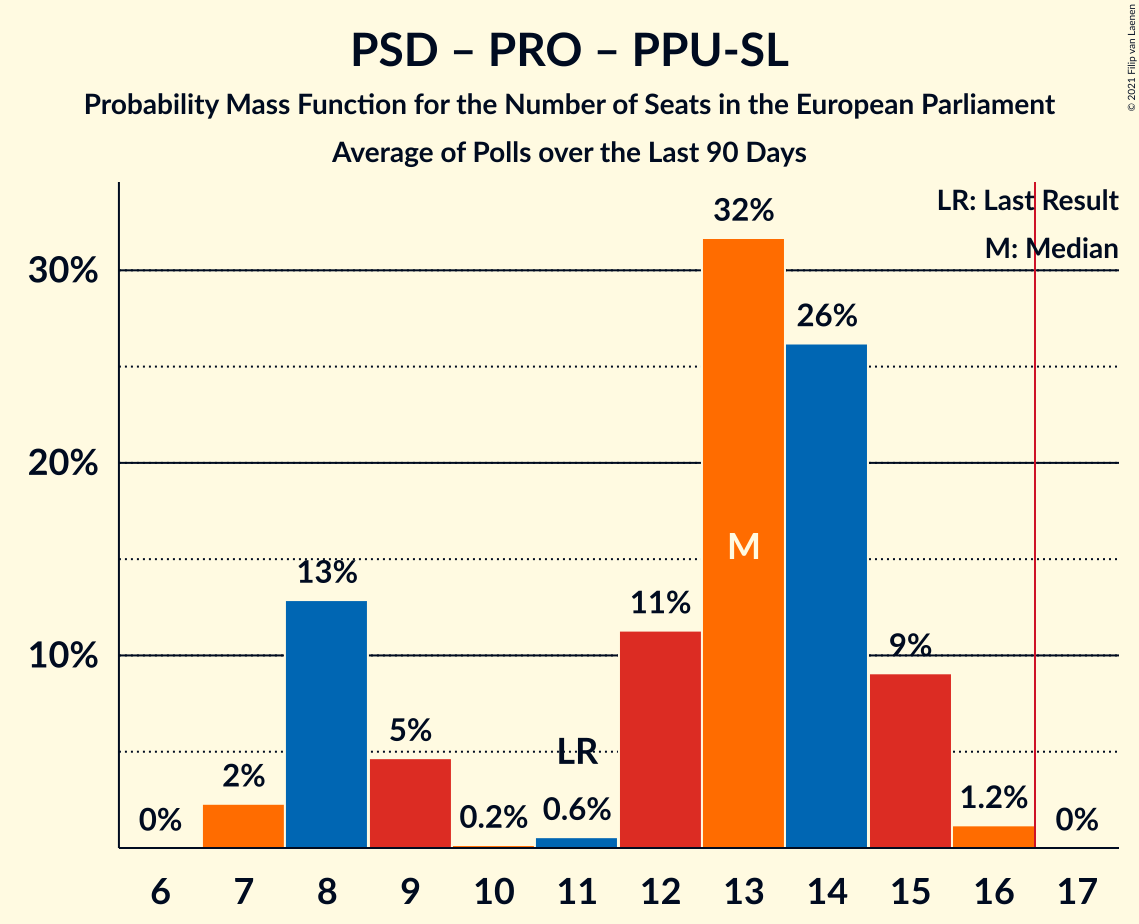 PSD – PRO – PPU-SL
Probability Mass Function for the Number of Seats in the European Parliament
Average of Polls over the Last 90 Days
© 2021 Filip van Laenen
LR: Last Result
M: Median
30%
20%
10%
0%
2%
13%
5%
0.2%
0.6%
LR
11%
32%
M
26%
9%
1.2%
0%
6 7 8 9 10 11 12 13 14 15 16 17